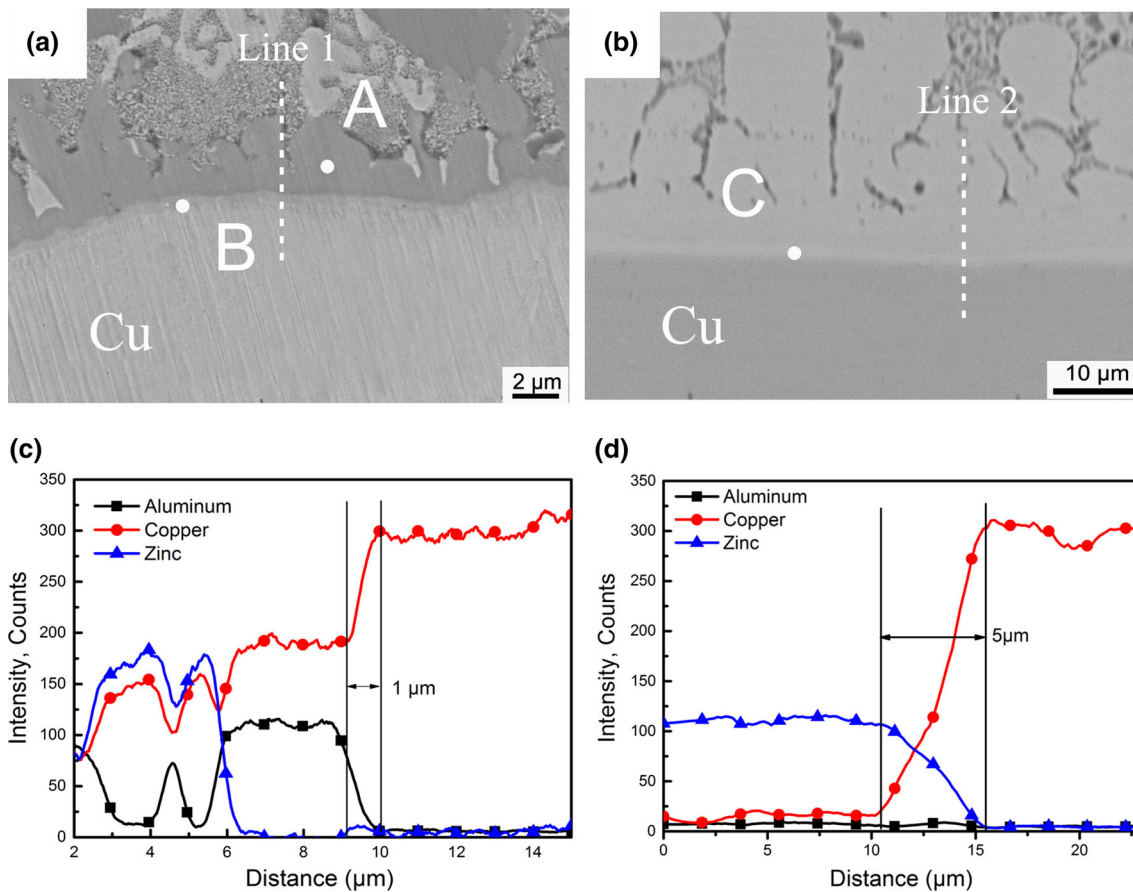 (a)
Line 1
A
B
Cu
2 µm
(b)
Line 2
C
Cu
10 µm
(c)
350
300
250
200
150
100
50
0
Intensity, Counts
Aluminum
Copper
Zinc
1 µm
2 4 6 8 10 12 14
Distance (µm)
(d)
350
300
250
200
150
100
50
0
Intensity, Counts
Aluminum
Copper
Zinc
5µm
0 5 10 15 20
Distance (µm)